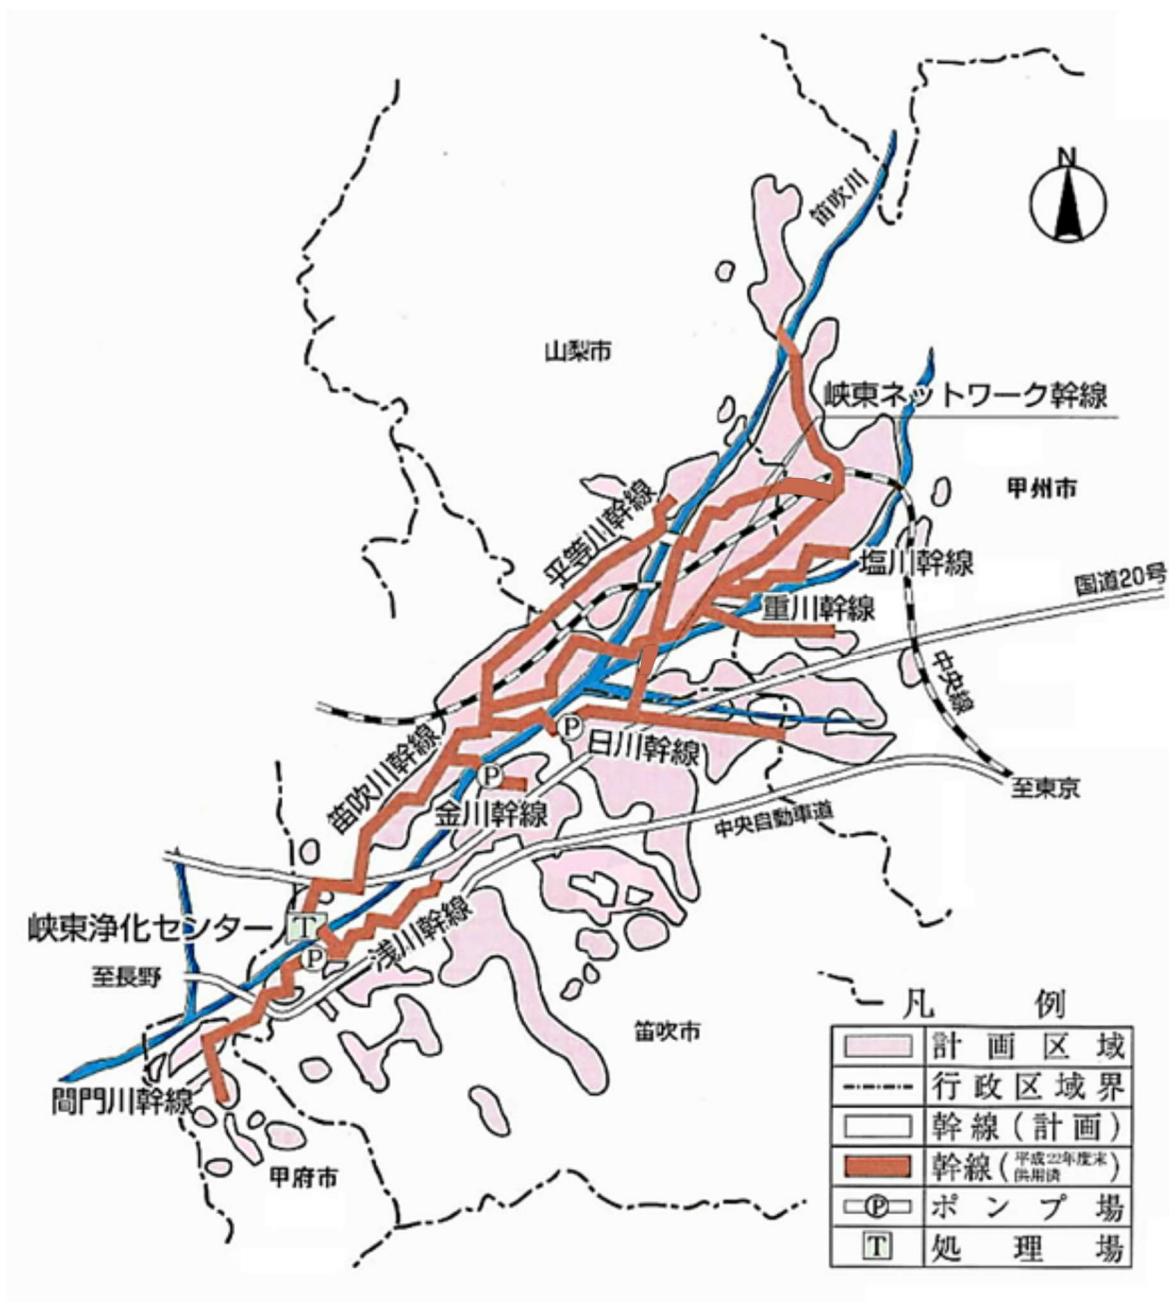 N
笛吹川
山梨市
峡東ネットワーク幹線
甲州市
平等川幹線
塩川幹線
国道20号
重川幹線
中央線
P
日川幹線
笛吹川幹線
P
至東京
金川幹線
中央自動車道
峡東浄化センター
T
浅川幹線
P
至長野
笛吹市
間門川幹線
甲府市
凡例
計画区域
行政区域界
幹線(計画)
幹線(平成22年度末
供用済)
P ポンプ場
T 処理場